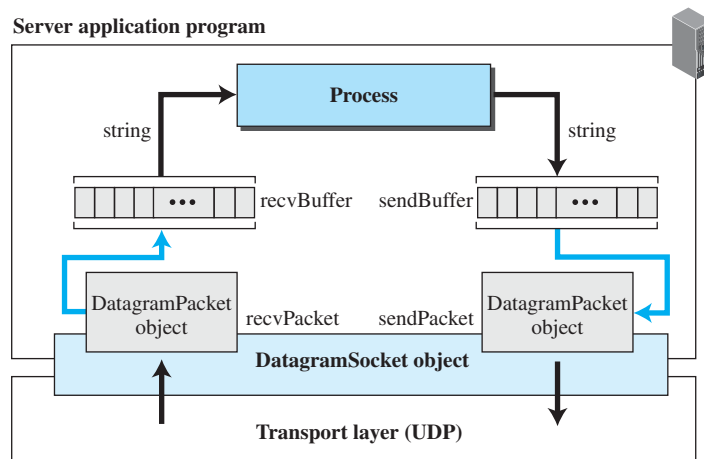 Server application program
Process
string
string
recvBuffer
sendBuffer
DatagramPacket
object
recvPacket
sendPacket
DatagramPacket
object
DatagramSocket object
Transport layer (UDP)